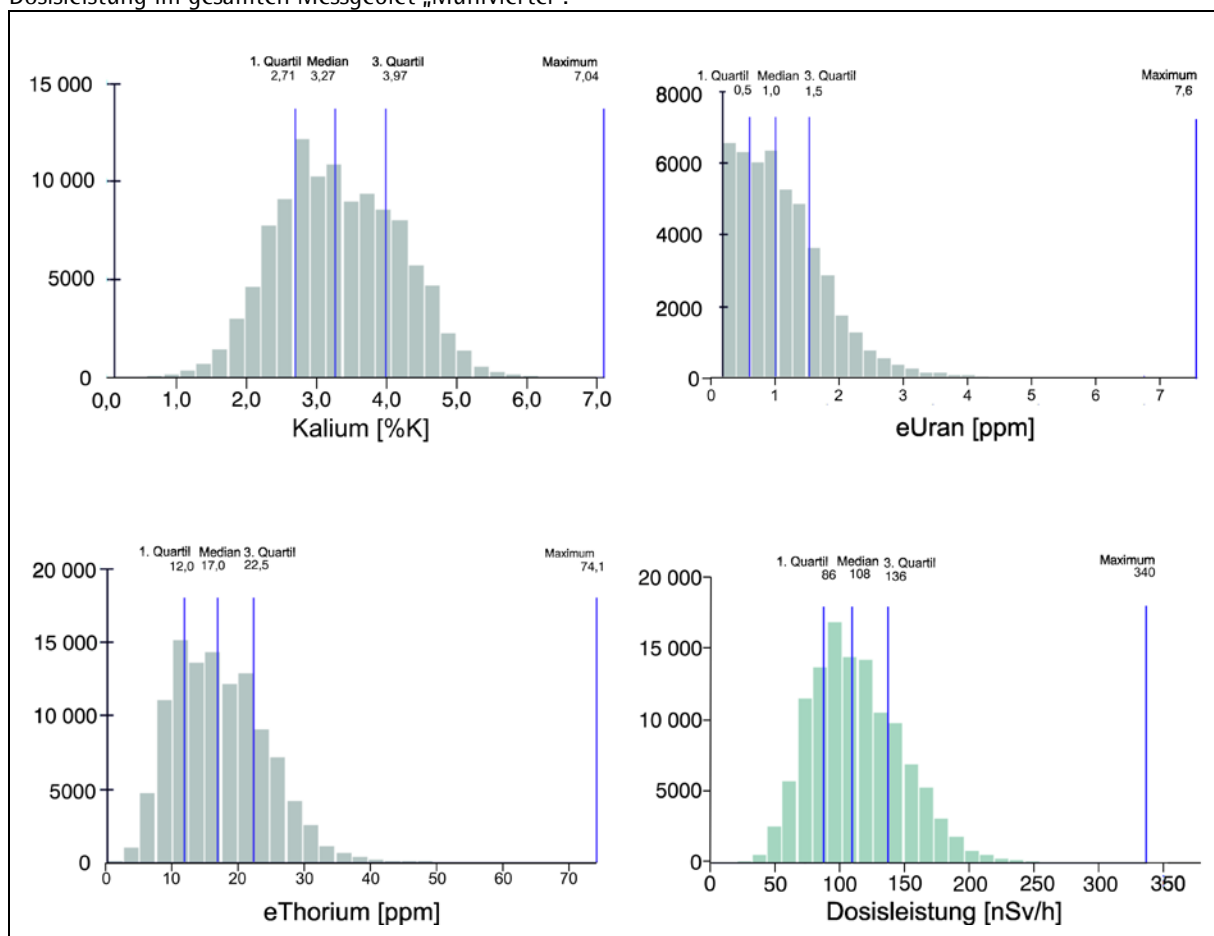 Dosisleistung im gesamten Messgebiet „Mühlviertel“.
1. Quartil Median 3. Quartil Maximum
2,71 3,27 3,97 7,04
15 000
10 000
5000
0
0,0 1,0 2,0 3,0 4,0 5,0 6,0 7,0
Kalium [%K]
1. Quartil Median 3. Quartil Maximum
0,5 1,0 1,5 7,6
8000
6000
4000
2000
0
0 1 2 3 4 5 6 7
eUran [ppm]
1. Quartil Median 3. Quartil Maximum
12,0 17,0 22,5 74,1
20 000
15 000
10 000
5000
0
0 10 20 30 40 50 60 70
eThorium [ppm]
1. Quartil Median 3. Quartil Maximum
86 108 136 340
20 000
15 000
10 000
5000
0
0 50 100 150 200 250 300 350
Dosisleistung [nSv/h]